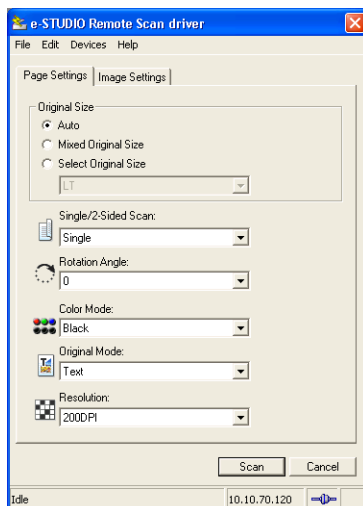 e-STUDIO Remote Scan driver
File Edit Devices Help
Page Settings Image Settings
Original Size
Auto
Mixed Original Size
Select Original Size
LT
Single/2-Sided Scan:
Single
Rotation Angle:
0
Color Mode:
Black
Original Mode:
Text
Resolution:
200DPI
Scan Cancel
Idle 10.10.70.120